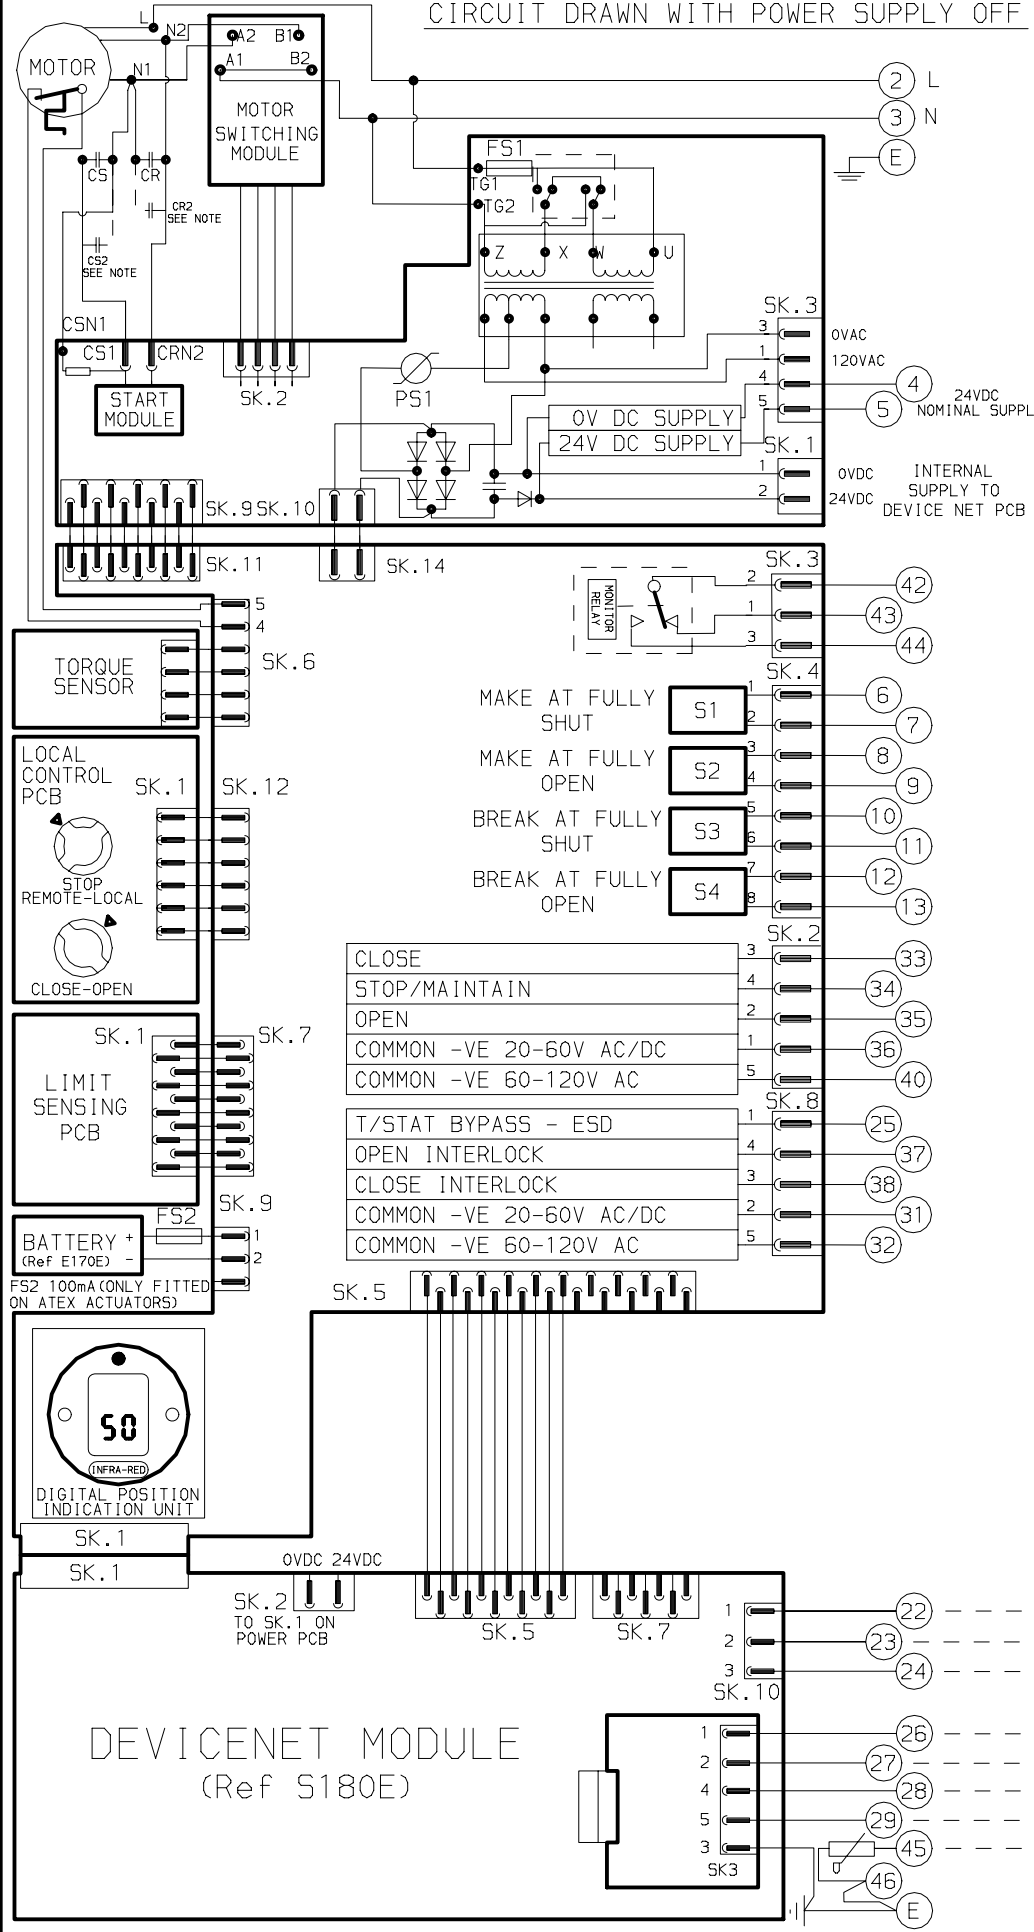 CIRCUIT DRAWN WITH POWER SUPPLY OFF
L
N2
A2 B1
MOTOR
N1
A1 B2
2 L
MOTOR
SWITCHING
MODULE
3 N
FS1
E
CS CR
TG1
CR2
SEE NOTE
TG2
CS2
SEE NOTE
Z X W U
SK.3
CSN1
3 0VAC
CS1 CRN2
1 120VAC
SK.2
PS1
4 4
24VDC
NOMINAL SUPPL
5 5
START
MODULE
0V DC SUPPLY
24V DC SUPPLY
SK.1
1 0VDC
2 24VDC
INTERNAL
SUPPLY TO
DEVICE NET PCB
SK.9 SK.10
SK.11 SK.14
SK.3
MONITOR
RELAY
2 42
1 43
3 44
5
4
SK.6
TORQUE
SENSOR
SK.4
MAKE AT FULLY
SHUT
S1
1 6
2 7
MAKE AT FULLY
OPEN
S2
3 8
4 9
BREAK AT FULLY
SHUT
S3
5 10
6 11
BREAK AT FULLY
OPEN
S4
7 12
8 13
LOCAL
CONTROL
PCB
SK.1 SK.12
STOP
REMOTE-LOCAL
CLOSE-OPEN
SK.2
CLOSE 3 33
STOP/MAINTAIN 4 34
OPEN 2 35
COMMON -VE 20-60V AC/DC 1 36
COMMON -VE 60-120V AC 5 40
SK.1 SK.7
LIMIT
SENSING
PCB
SK.8
T/STAT BYPASS - ESD 1 25
OPEN INTERLOCK 4 37
CLOSE INTERLOCK 3 38
COMMON -VE 20-60V AC/DC 2 31
COMMON -VE 60-120V AC 5 32
SK.9
FS2
BATTERY + 1
(Ref E170E) - 2
FS2 100mA(ONLY FITTED
ON ATEX ACTUATORS)
SK.5
50
INFRA-RED
DIGITAL POSITION
INDICATION UNIT
SK.1
SK.1
0VDC 24VDC
SK.2
TO SK.1 ON
POWER PCB
SK.5 SK.7
1 22
2 23
3 24
SK.10
DEVICENET MODULE
(Ref S180E)
1 26
2 27
4 28
5 29
3 45
SK3
U
46
E